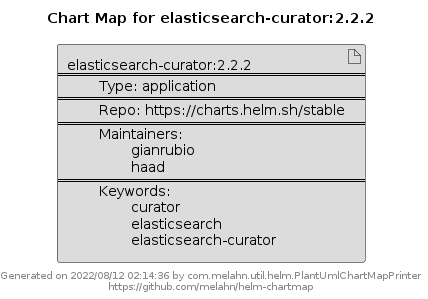 Chart Map for elasticsearch-curator:2.2.2
elasticsearch-curator:2.2.2
Type: application
Repo: https://charts.helm.sh/stable
Maintainers:
gianrubio
haad
Keywords:
curator
elasticsearch
elasticsearch-curator
Generated on 2022/08/12 02:14:36 by com.melahn.util.helm.PlantUmlChartMapPrinter
https://github.com/melahn/helm-chartmap